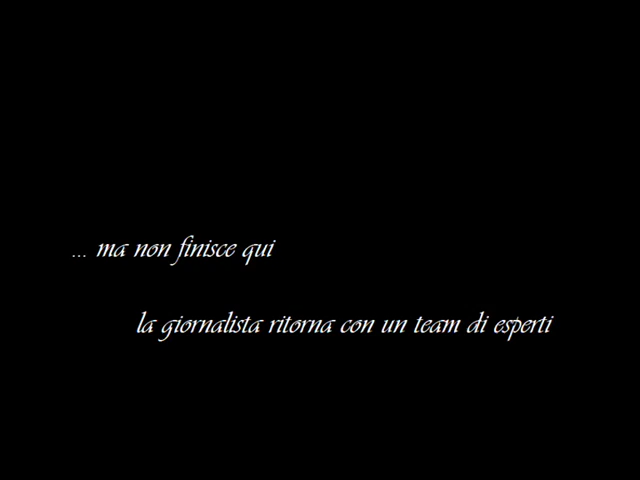 ... ma non finisce qui
la giornalista ritorna con un team di esperti